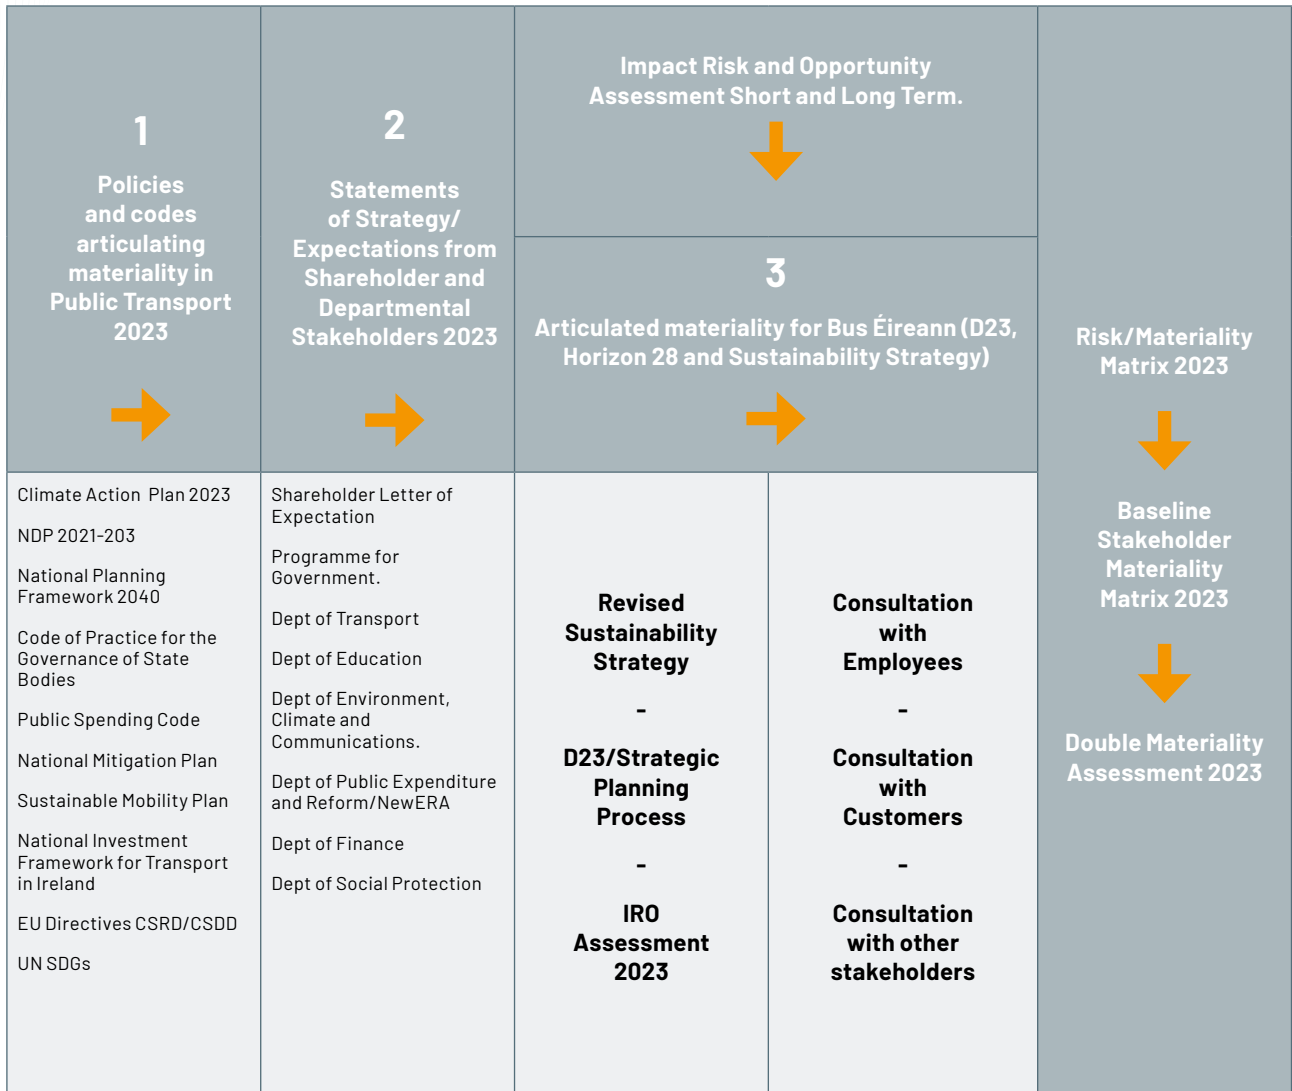 1
Policies
and codes
articulating
materiality in
Public Transport
2023
2
Statements
of Strategy/
Expectations from
Shareholder and
Departmental
Stakeholders 2023
Impact Risk and Opportunity
Assessment Short and Long Term.
3
Articulated materiality for Bus Éireann (D23,
Horizon 28 and Sustainability Strategy)
Climate Action Plan 2023
NDP 2021-203
National Planning
Framework 2040
Code of Practice for the
Governance of State
Bodies
Public Spending Code
National Mitigation Plan
Sustainable Mobility Plan
National Investment
Framework for Transport
in Ireland
EU Directives CSRD/CSDD
UN SDGs
Shareholder Letter of
Expectation
Programme for
Government.
Dept of Transport
Dept of Education
Dept of Environment,
Climate and
Communications.
Dept of Public Expenditure
and Reform/NewERA
Dept of Finance
Dept of Social Protection
Revised
Sustainability
Strategy
-
D23/Strategic
Planning
Process
-
IRO
Assessment
2023
Consultation
with
Employees
-
Consultation
with
Customers
-
Consultation
with other
stakeholders
Risk/Materiality
Matrix 2023
Baseline
Stakeholder
Materiality
Matrix 2023
Double Materiality
Assessment 2023